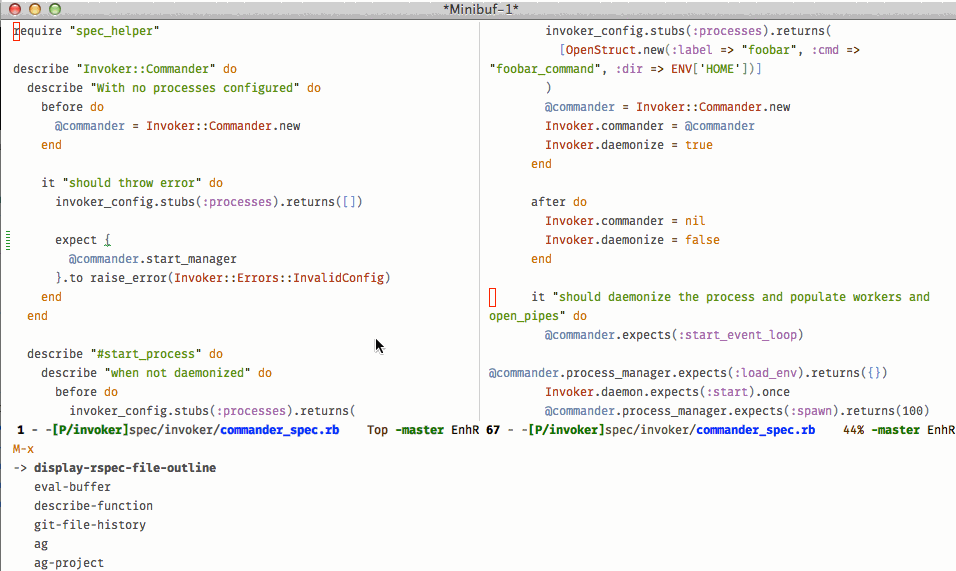 *Minibuf-1*
require "spec_helper"
describe "Invoker::Commander" do
  describe "With no processes configured" do
    before do
      @commander = Invoker::Commander.new
    end
    it "should throw error" do
      invoker_config.stubs(:processes).returns([])
      expect {
        @commander.start_manager
      }.to raise_error(Invoker::Errors::InvalidConfig)
    end
  end
  describe "#start_process" do
    describe "when not daemonized" do
      before do
        invoker_config.stubs(:processes).returns(
1 - -[P/invoker]spec/invoker/commander_spec.rb    Top -master EnhR
        invoker_config.stubs(:processes).returns(
          [OpenStruct.new(:label => "foobar", :cmd =>
"foobar_command", :dir => ENV['HOME'])]
        )
        @commander = Invoker::Commander.new
        Invoker.commander = @commander
        Invoker.daemonize = true
      end
      after do
        Invoker.commander = nil
        Invoker.daemonize = false
      end
      it "should daemonize the process and populate workers and
open_pipes" do
        @commander.expects(:start_event_loop)
@commander.process_manager.expects(:load_env).returns({})
        Invoker.daemon.expects(:start).once
        @commander.process_manager.expects(:spawn).returns(100)
67 - -[P/invoker]spec/invoker/commander_spec.rb    44% -master EnhR
M-x
-> display-rspec-file-outline
   eval-buffer
   describe-function
   git-file-history
   ag
   ag-project